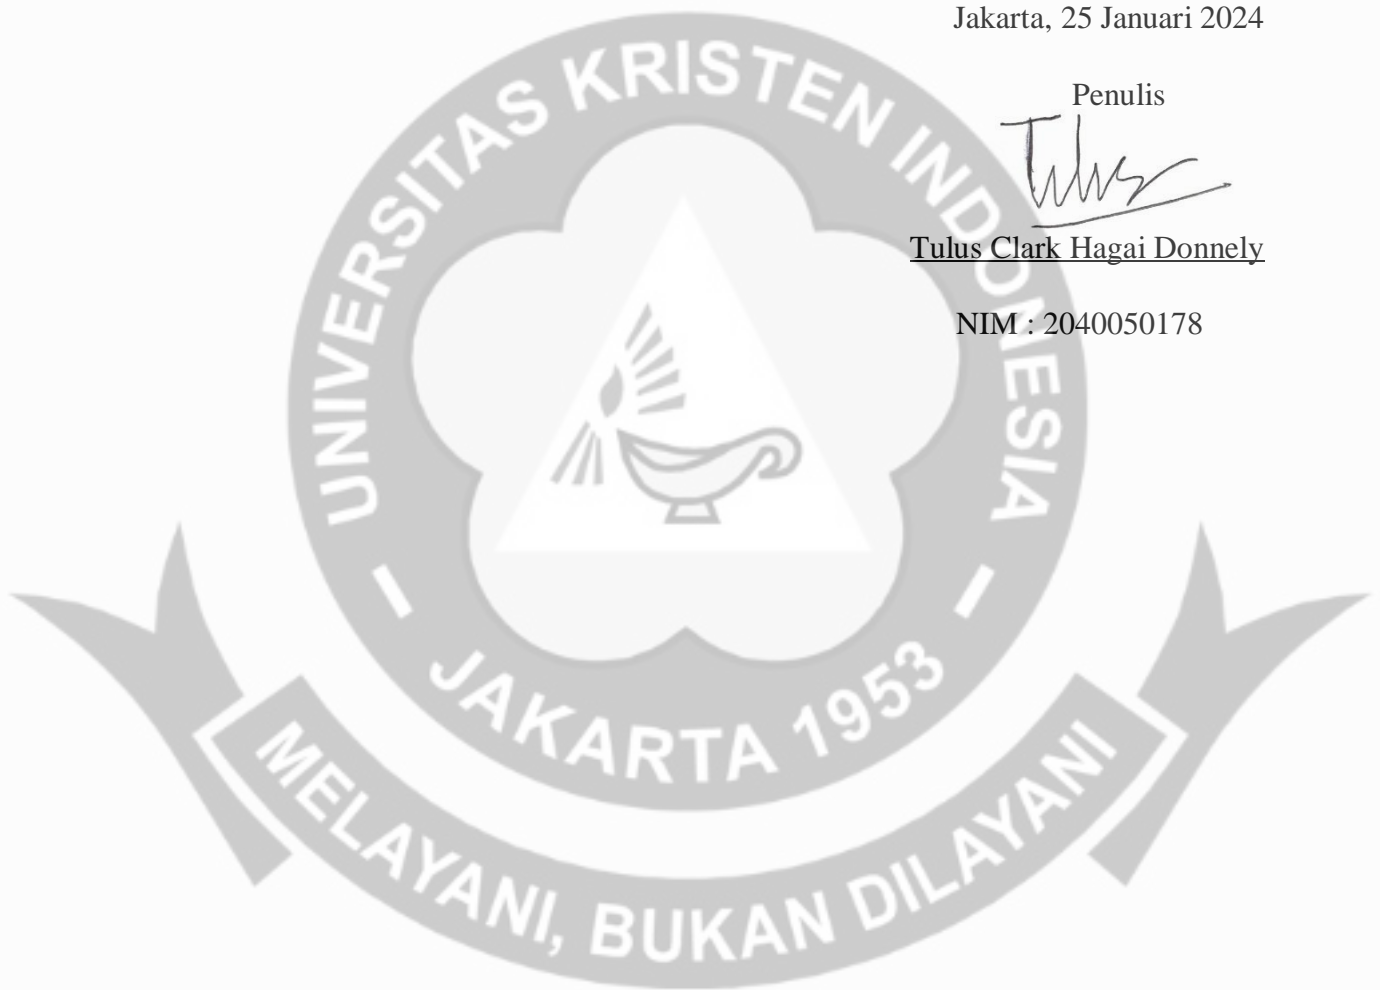 Jakarta, 25 Januari 2024
Penulis
Tulus
Tulus Clark Hagai Donnely
NIM : 2040050178
UNIVERSITAS KRISTEN INDONESIA
- JAKARTA 1953 -
MELAYANI, BUKAN DILAYANI